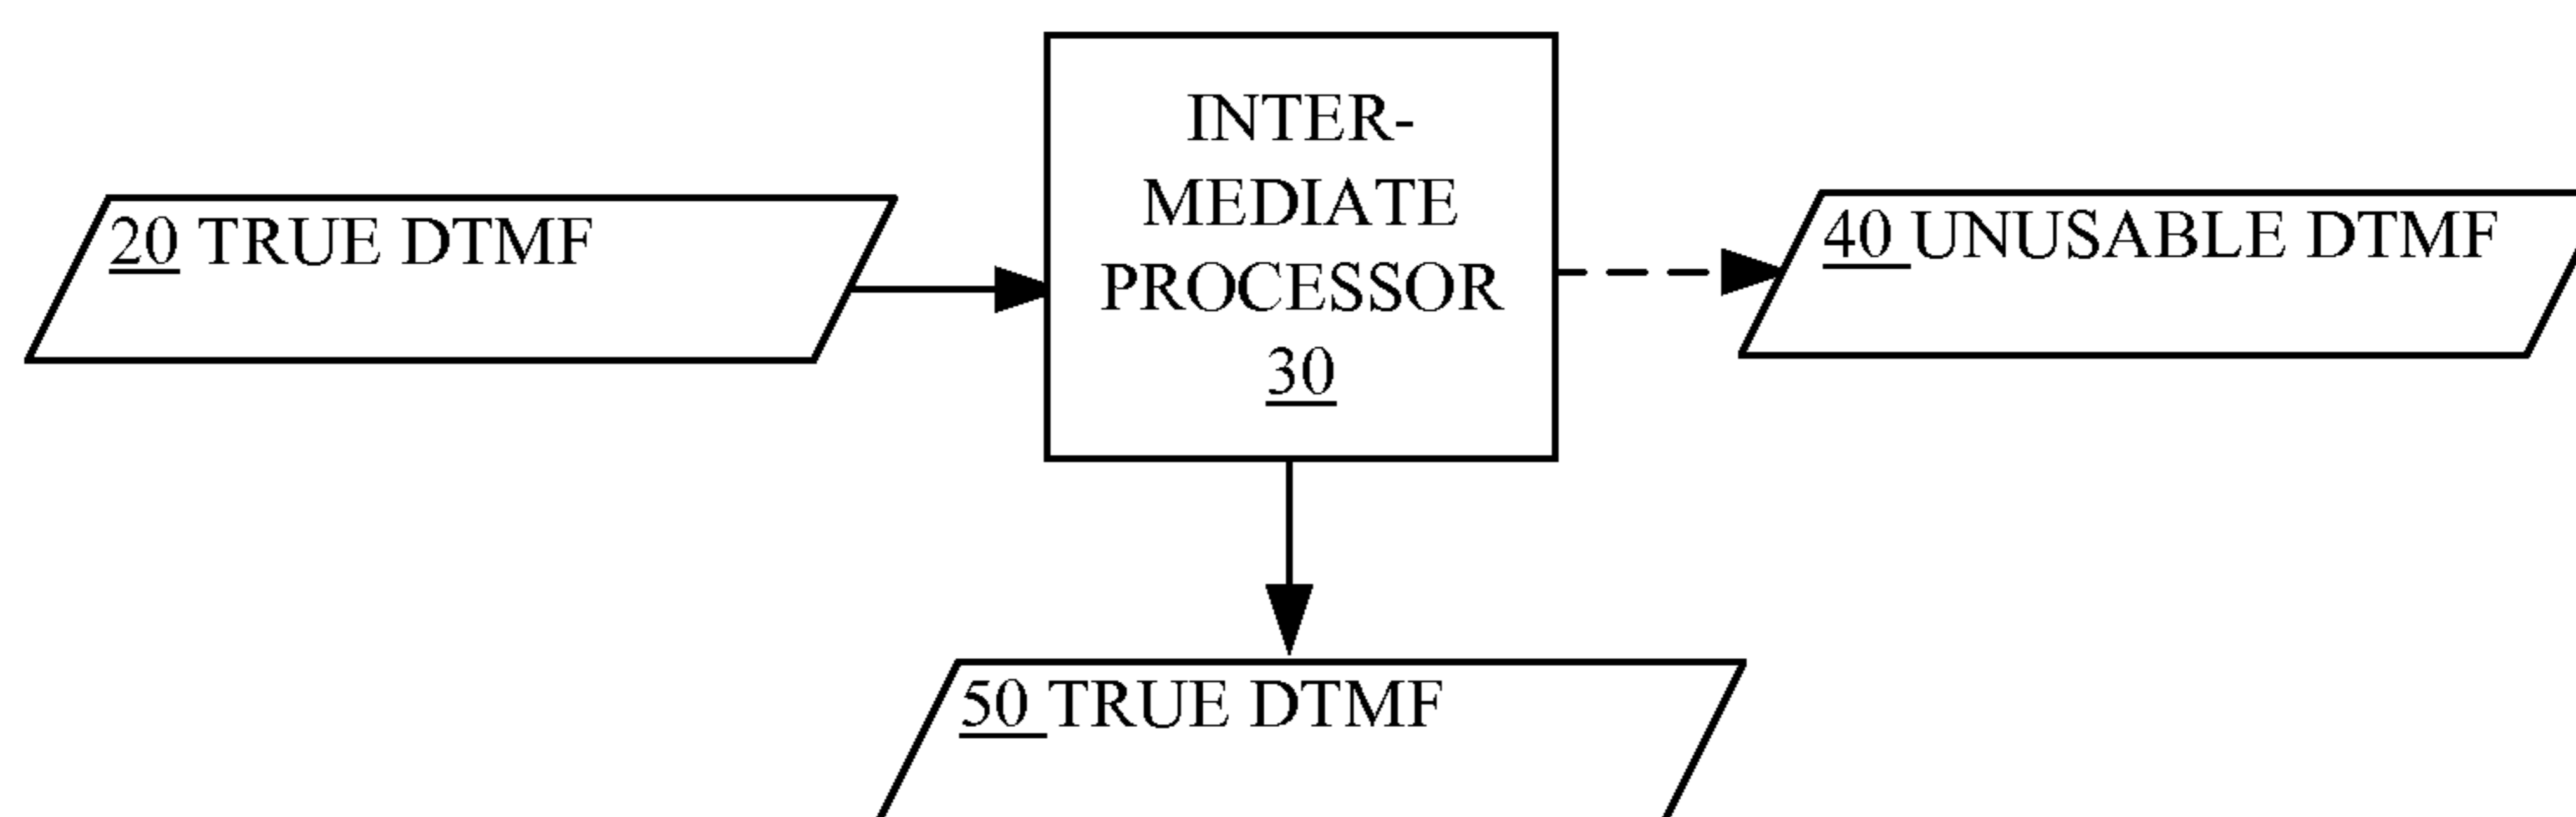 20 TRUE DTMF
INTER-
MEDIATE
PROCESSOR
30
40 UNUSABLE DTMF
50 TRUE DTMF